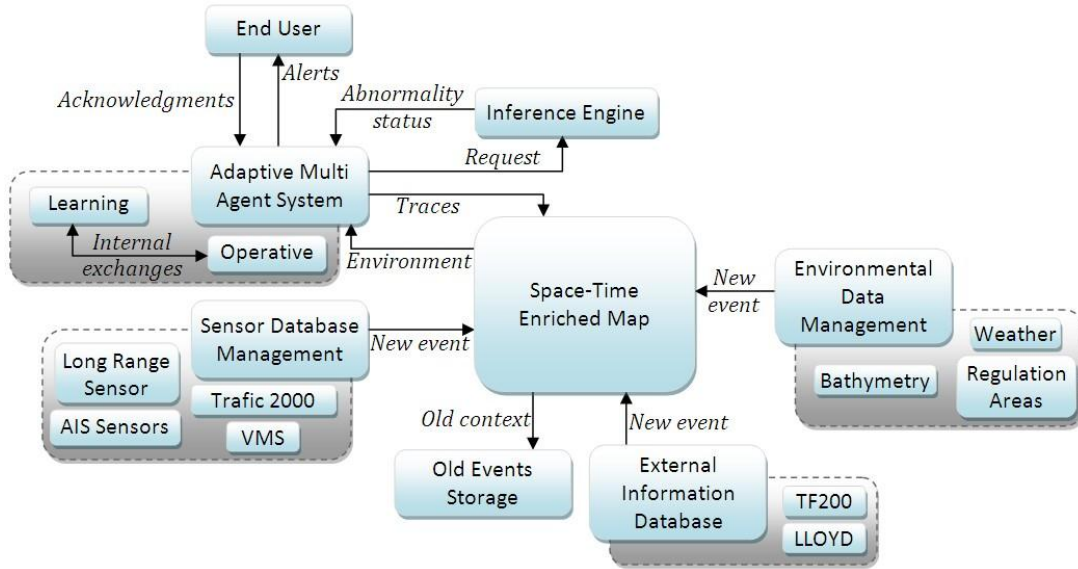 End User
Acknowledgments
Alerts
Abnormality
status
Inference Engine
Request
Adaptive Multi
Agent System
Traces
Learning
Internal
exchanges
Operative
Environment
Space-Time
Enriched Map
New
event
Environmental
Data
Management
Weather
Bathymetry
Regulation
Areas
Sensor Database
Management
New event
Long Range
Sensor
Trafic 2000
AIS Sensors
VMS
Old context
New event
Old Events
Storage
External
Information
Database
TF200
LLOYD